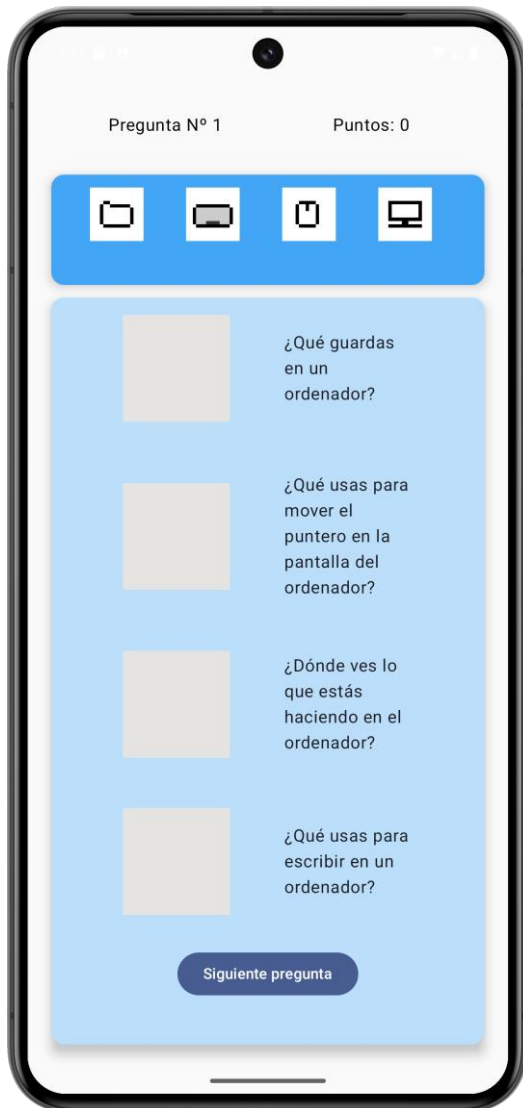 Pregunta Nº 1
Puntos: 0
¿Qué guardas
en un
ordenador?
¿Qué usas para
mover el
puntero en la
pantalla del
ordenador?
¿Dónde ves lo
que estás
haciendo en el
ordenador?
¿Qué usas para
escribir en un
ordenador?
Siguiente pregunta